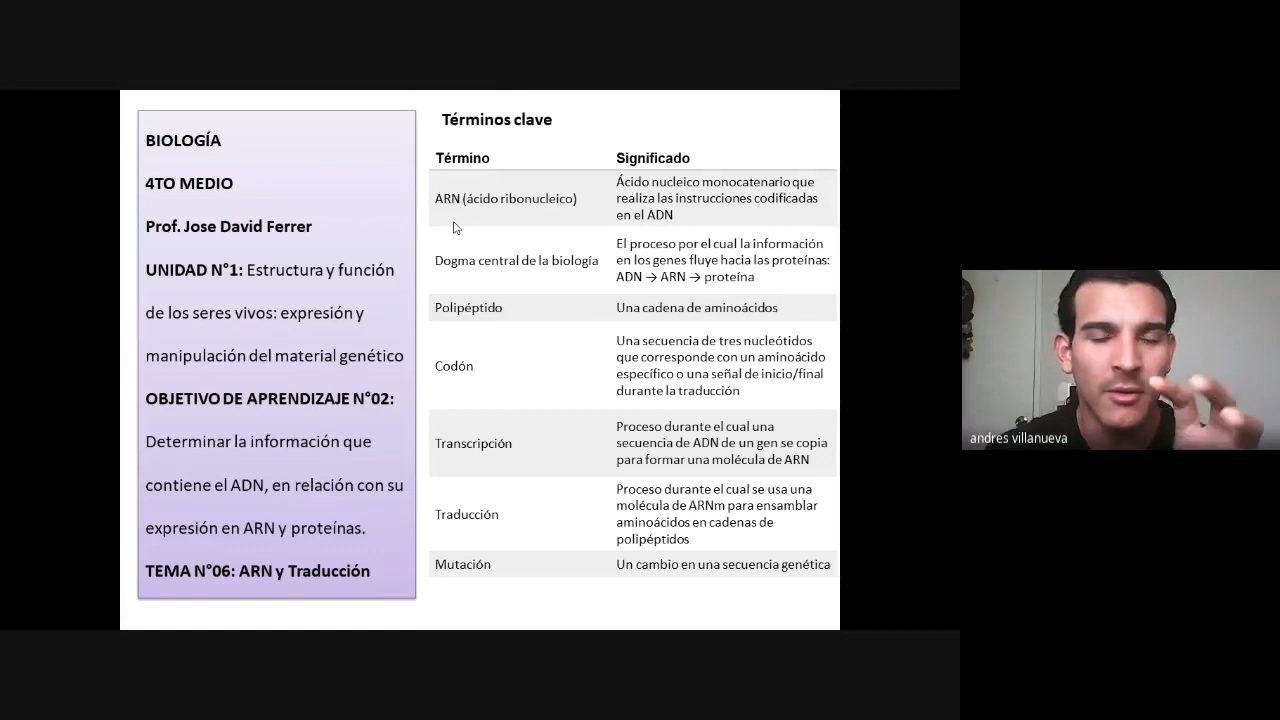 BIOLOGÍA
4TO MEDIO
Prof. Jose David Ferrer
UNIDAD N°1: Estructura y función
de los seres vivos: expresión y
manipulación del material genético
OBJETIVO DE APRENDIZAJE N°02:
Determinar la información que
contiene el ADN, en relación con su
expresión en ARN y proteínas.
TEMA N°06: ARN y Traducción
Términos clave
Término Significado
ARN (ácido ribonucleico)
Ácido nucleico monocatenario que
realiza las instrucciones codificadas
en el ADN
Dogma central de la biología
El proceso por el cual la información
en los genes fluye hacia las proteínas:
ADN → ARN → proteína
Polipéptido
Una cadena de aminoácidos
Codón
Una secuencia de tres nucleótidos
que corresponde con un aminoácido
específico o una señal de inicio/final
durante la traducción
Transcripción
Proceso durante el cual una
secuencia de ADN de un gen se copia
para formar una molécula de ARN
Traducción
Proceso durante el cual se usa una
molécula de ARNm para ensamblar
aminoácidos en cadenas de
polipéptidos
Mutación
Un cambio en una secuencia genética
andres villanueva